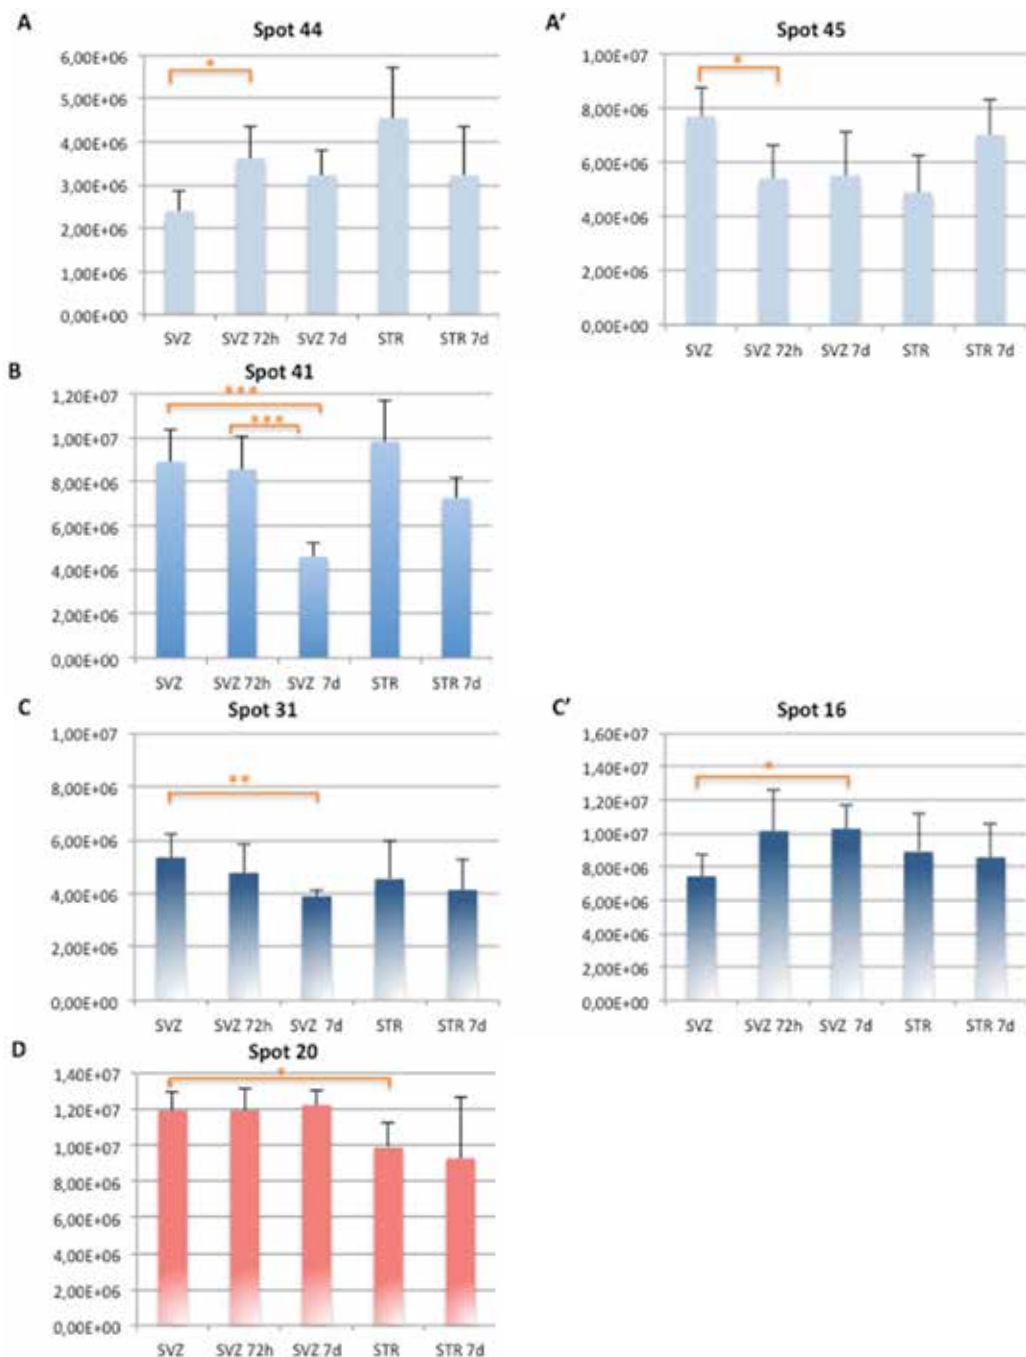 A
Spot 44
6,00E+06
*
5,00E+06
4,00E+06
3,00E+06
2,00E+06
1,00E+06
0,00E+00
SVZ SVZ 72h SVZ 7d STR STR 7d
A'
Spot 45
1,00E+07
*
8,00E+06
6,00E+06
4,00E+06
2,00E+06
0,00E+00
SVZ SVZ 72h SVZ 7d STR STR 7d
B
Spot 41
1,20E+07
***
***
1,00E+07
8,00E+06
6,00E+06
4,00E+06
2,00E+06
0,00E+00
SVZ SVZ 72h SVZ 7d STR STR 7d
C
Spot 31
1,00E+07
8,00E+06
**
6,00E+06
4,00E+06
2,00E+06
0,00E+00
SVZ SVZ 72h SVZ 7d STR STR 7d
C'
Spot 16
1,60E+07
1,40E+07
*
1,20E+07
1,00E+07
8,00E+06
6,00E+06
4,00E+06
2,00E+06
0,00E+00
SVZ SVZ 72h SVZ 7d STR STR 7d
D
Spot 20
1,40E+07
*
1,20E+07
1,00E+07
8,00E+06
6,00E+06
4,00E+06
2,00E+06
0,00E+00
SVZ SVZ 72h SVZ 7d STR STR 7d